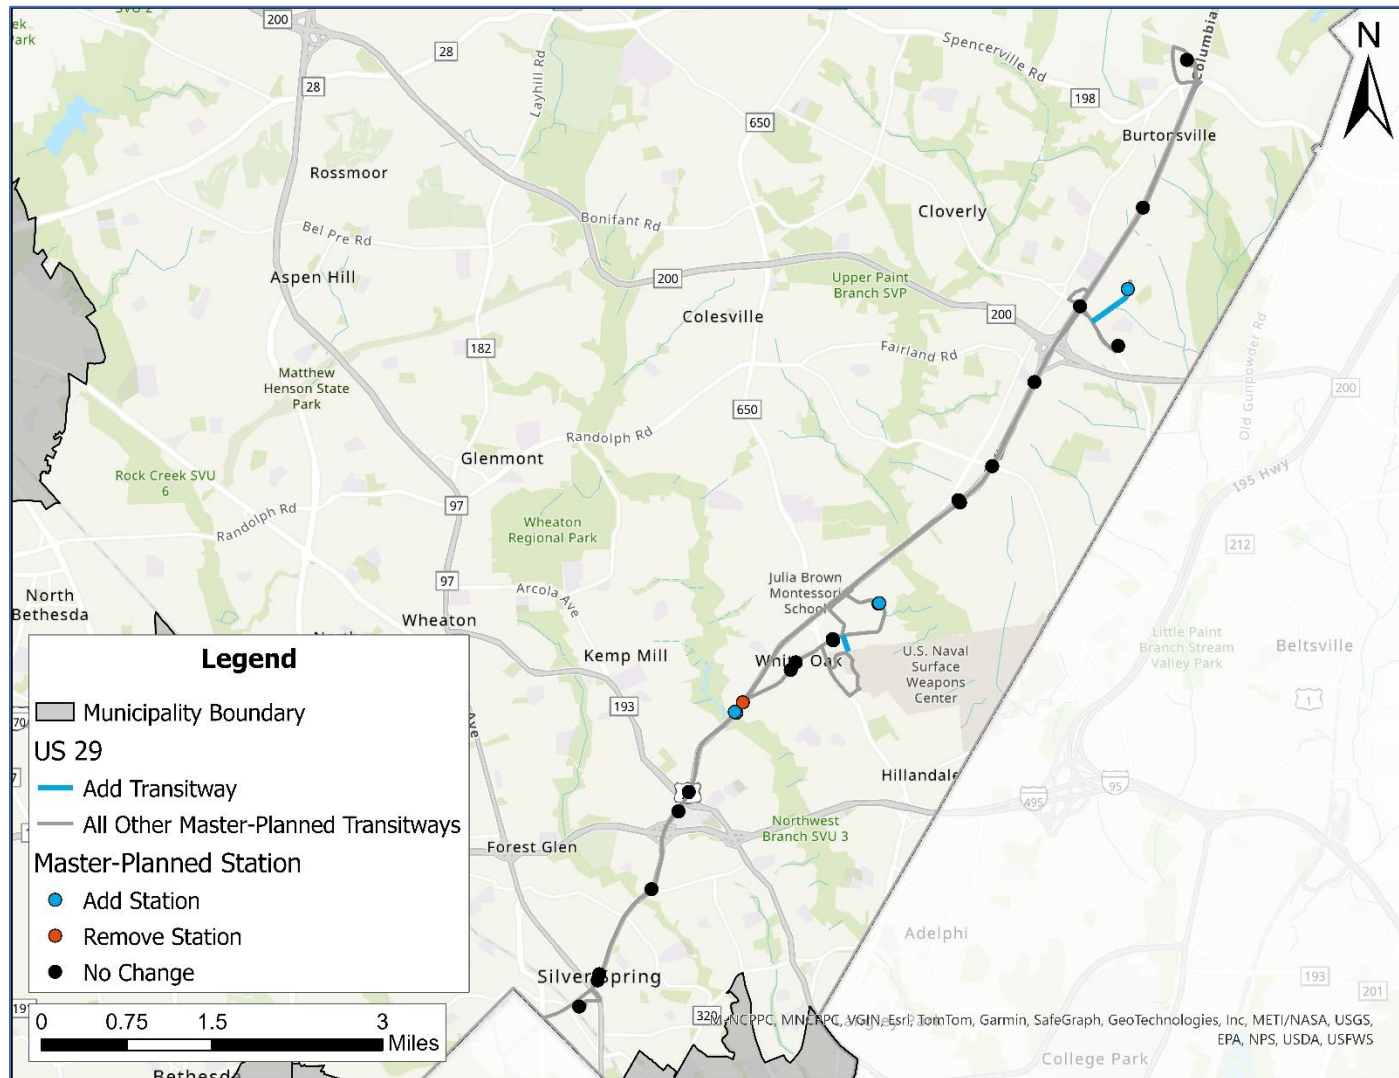 200
28
Layhill Rd
28
Spencerville Rd
Columbia
N
198
650
Burtonsville
Rossmoor
Cloverly
Bonifant Rd
Bel Pre Rd
Aspen Hill
200
Upper Paint
Branch SVP
Colesville
200
Fairland Rd
Old Gunpowder Rd
182
200
Matthew
Henson State
Park
650
Randolph Rd
Glenmont
Rock Creek SVU
6
195 Hwy
97
Randolph Rd
Wheaton
Regional Park
212
Julia Brown
Montessori
School
97
Arcola Ave
North
Bethesda
Wheaton
Little Paint
Branch Stream
Valley Park
Beltsville
Kemp Mill
White Oak
U.S. Naval
Surface
Weapons
Center
193
1
Ave
Hillandale
95
495
Northwest
Branch SVU 3
Forest Glen
Adelphi
Silver Spring
193
201
320
College Park
Bethesda
Legend
Municipality Boundary
US 29
Add Transitway
All Other Master-Planned Transitways
Master-Planned Station
Add Station
Remove Station
No Change
0 0.75 1.5 3
Miles
M-NCPPC, MNCPPC, VGIN, Esri, TomTom, Garmin, SafeGraph, GeoTechnologies, Inc, METI/NASA, USGS,
EPA, NPS, USDA, USFWS